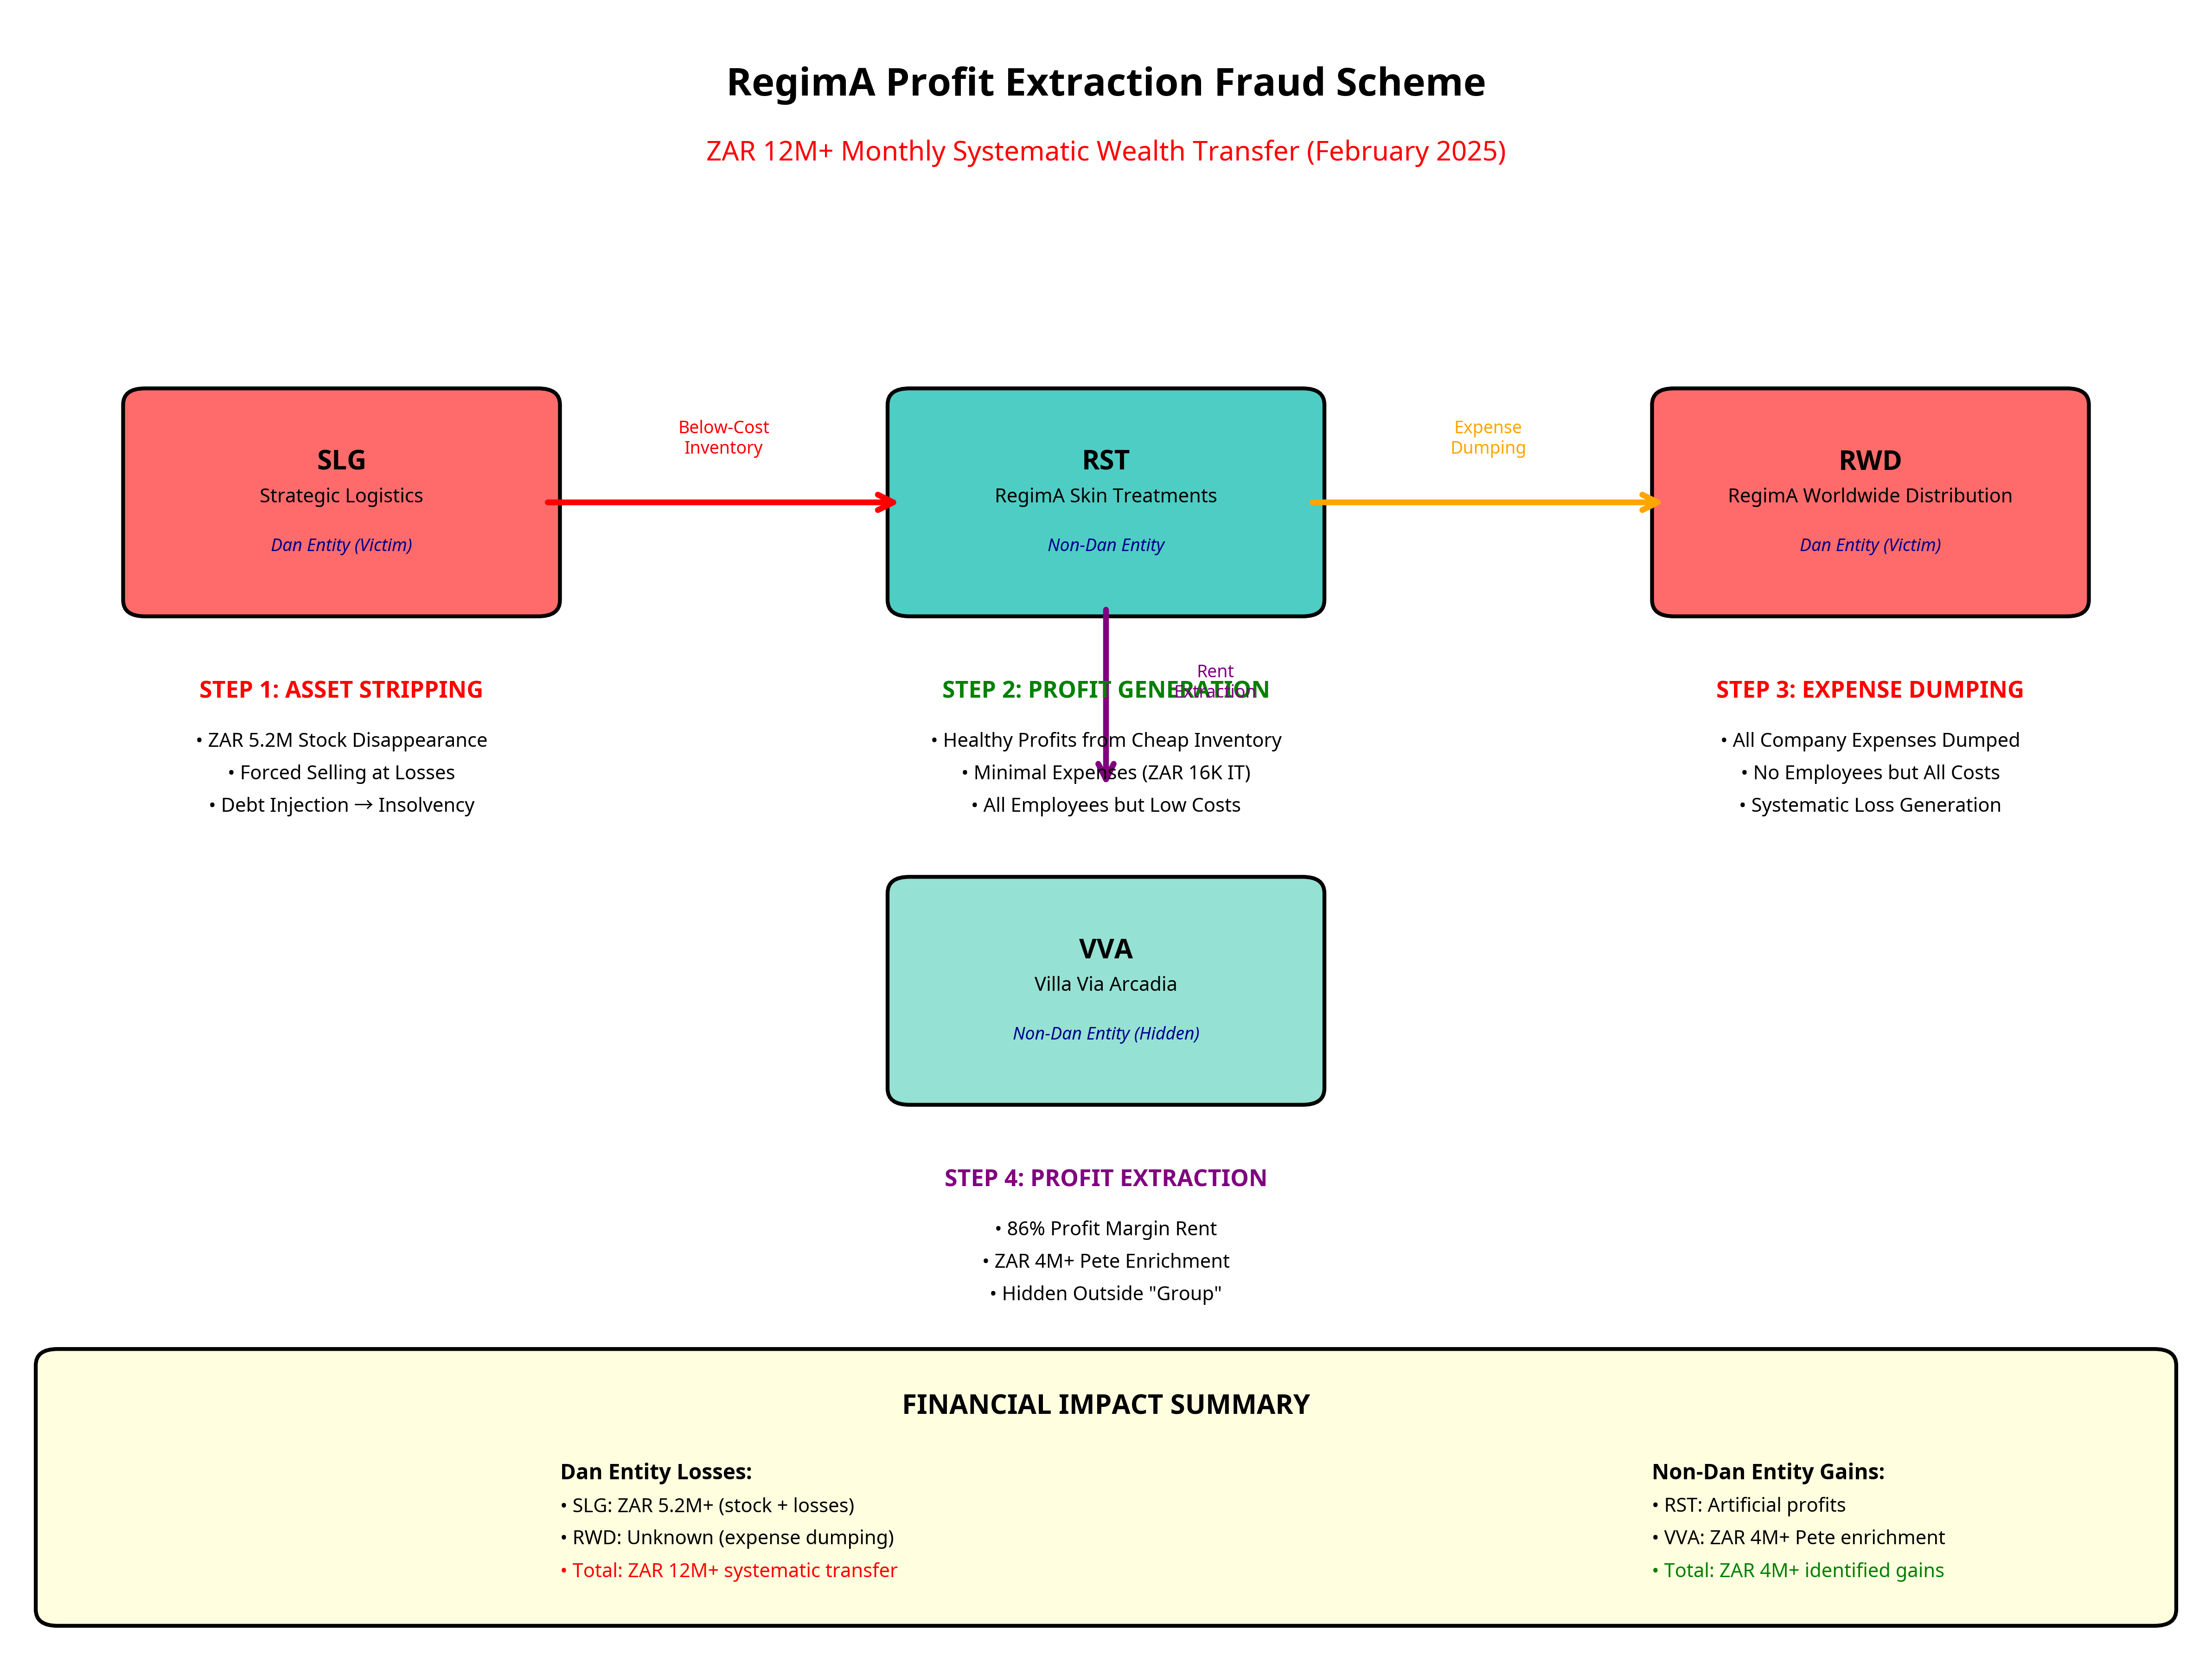 RegimA Profit Extraction Fraud Scheme
ZAR 12M+ Monthly Systematic Wealth Transfer (February 2025)
SLG
Strategic Logistics
Dan Entity (Victim)
Below-Cost
Inventory
RST
RegimA Skin Treatments
Non-Dan Entity
Expense
Dumping
RWD
RegimA Worldwide Distribution
Dan Entity (Victim)
STEP 1: ASSET STRIPPING
• ZAR 5.2M Stock Disappearance
• Forced Selling at Losses
• Debt Injection → Insolvency
Rent
Extraction
STEP 2: PROFIT GENERATION
• Healthy Profits from Cheap Inventory
• Minimal Expenses (ZAR 16K IT)
• All Employees but Low Costs
STEP 3: EXPENSE DUMPING
• All Company Expenses Dumped
• No Employees but All Costs
• Systematic Loss Generation
VVA
Villa Via Arcadia
Non-Dan Entity (Hidden)
STEP 4: PROFIT EXTRACTION
• 86% Profit Margin Rent
• ZAR 4M+ Pete Enrichment
• Hidden Outside "Group"
FINANCIAL IMPACT SUMMARY
Dan Entity Losses:
• SLG: ZAR 5.2M+ (stock + losses)
• RWD: Unknown (expense dumping)
• Total: ZAR 12M+ systematic transfer
Non-Dan Entity Gains:
• RST: Artificial profits
• VVA: ZAR 4M+ Pete enrichment
• Total: ZAR 4M+ identified gains